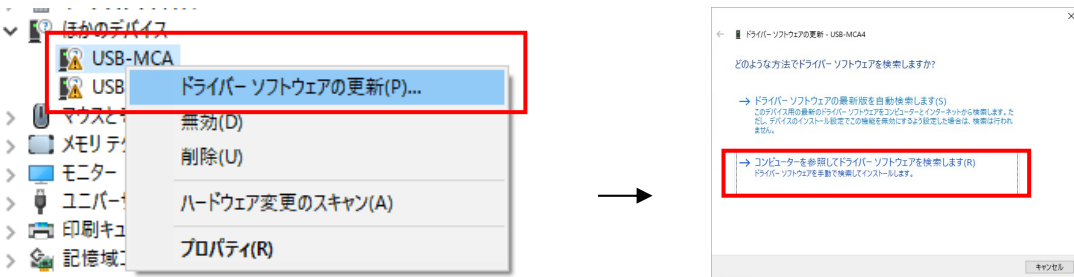 ほかのデバイス
USB-MCA
USB
ドライバー ソフトウェアの更新(P)...
マウスと
無効(D)
メモリ テ
削除(U)
モニター
ユニバー
ハードウェア変更のスキャン(A)
印刷キュ
プロパティ(R)
記憶域
ドライバー ソフトウェアの更新 - USB-MCA4
どのような方法でドライバー ソフトウェアを検索しますか?
→ ドライバー ソフトウェアの最新版を自動検索します(S)
このデバイス用の最新のドライバー ソフトウェアをコンピューターとインターネットから検索します。た
だし、デバイスのインストール設定でこの機能を無効にするよう設定した場合は、検索は行われ
ません。
→ コンピューターを参照してドライバー ソフトウェアを検索します(R)
ドライバー ソフトウェアを手動で検索してインストールします。
キャンセル